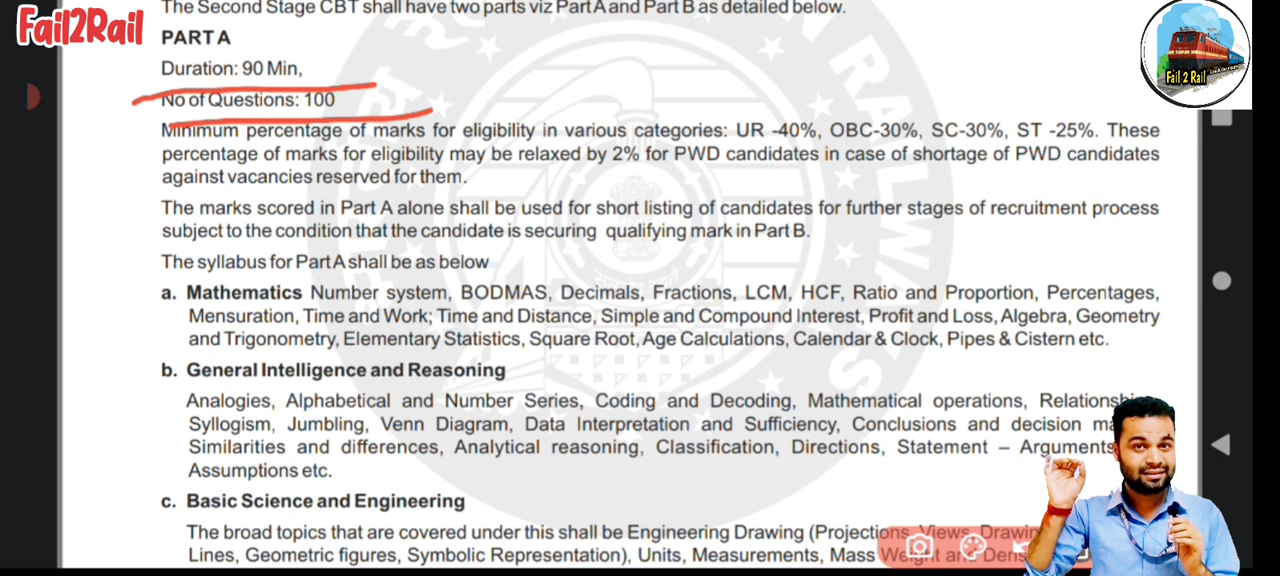 Fail2Rail
The Second Stage CBT shall have two parts viz Part A and Part B as detailed below.
PART A
Duration: 90 Min,
No of Questions: 100
Minimum percentage of marks for eligibility in various categories: UR -40%, OBC-30%, SC-30%, ST -25%. These
percentage of marks for eligibility may be relaxed by 2% for PWD candidates in case of shortage of PWD candidates
against vacancies reserved for them.
The marks scored in Part A alone shall be used for short listing of candidates for further stages of recruitment process
subject to the condition that the candidate is securing qualifying mark in Part B.
The syllabus for Part A shall be as below
a. Mathematics Number system, BODMAS, Decimals, Fractions, LCM, HCF, Ratio and Proportion, Percentages,
Mensuration, Time and Work; Time and Distance, Simple and Compound Interest, Profit and Loss, Algebra, Geometry
and Trigonometry, Elementary Statistics, Square Root, Age Calculations, Calendar & Clock, Pipes & Cistern etc.
b. General Intelligence and Reasoning
Analogies, Alphabetical and Number Series, Coding and Decoding, Mathematical operations,
Syllogism, Jumbling, Venn Diagram, Data Interpretation and Sufficiency, Conclusions and decision
Similarities and differences, Analytical reasoning, Classification, Directions, Statement – Arguments
Assumptions etc.
c. Basic Science and Engineering
The broad topics that are covered under this shall be Engineering Drawing (Projections, Views,
Lines, Geometric figures, Symbolic Representation), Units, Measurements, Mass Weight and
Fail 2 Rail
RAILWAYS